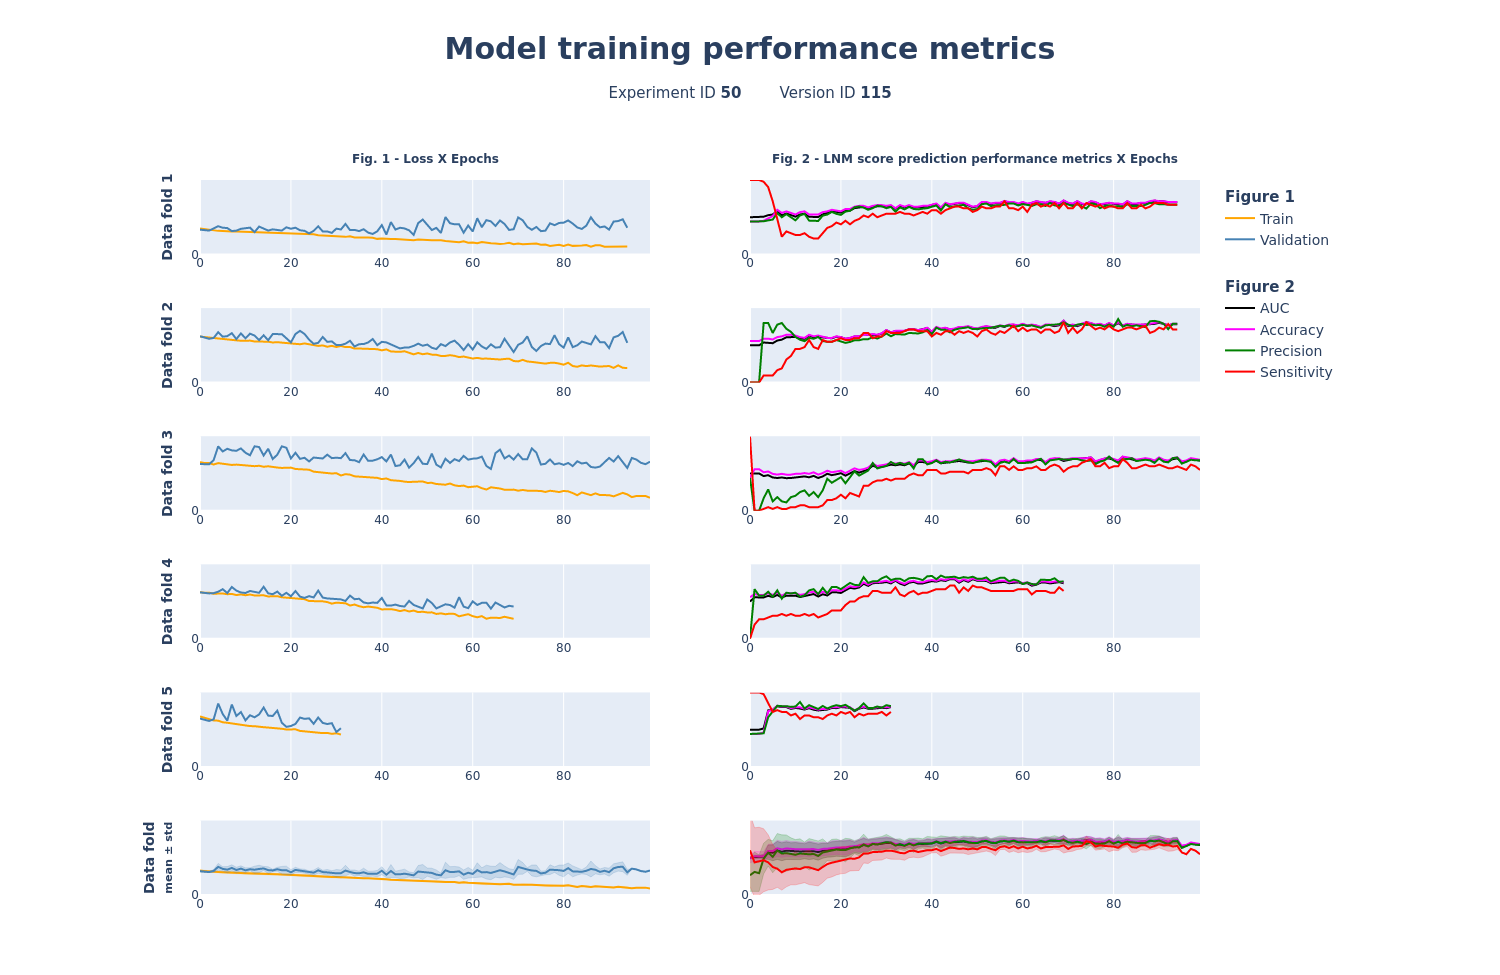 Model training performance metrics
Experiment ID 50 Version ID 115
Fig. 1 - Loss X Epochs
Fig. 2 - LNM score prediction performance metrics X Epochs
Data fold 1
0
0 20 40 60 80
0
0 20 40 60 80
Figure 1
Train
Validation
Figure 2
AUC
Accuracy
Precision
Sensitivity
Data fold 2
0
0 20 40 60 80
0
0 20 40 60 80
Data fold 3
0
0 20 40 60 80
0
0 20 40 60 80
Data fold 4
0
0 20 40 60 80
0
0 20 40 60 80
Data fold 5
0
0 20 40 60 80
0
0 20 40 60 80
Data fold
mean ± std
0
0 20 40 60 80
0
0 20 40 60 80